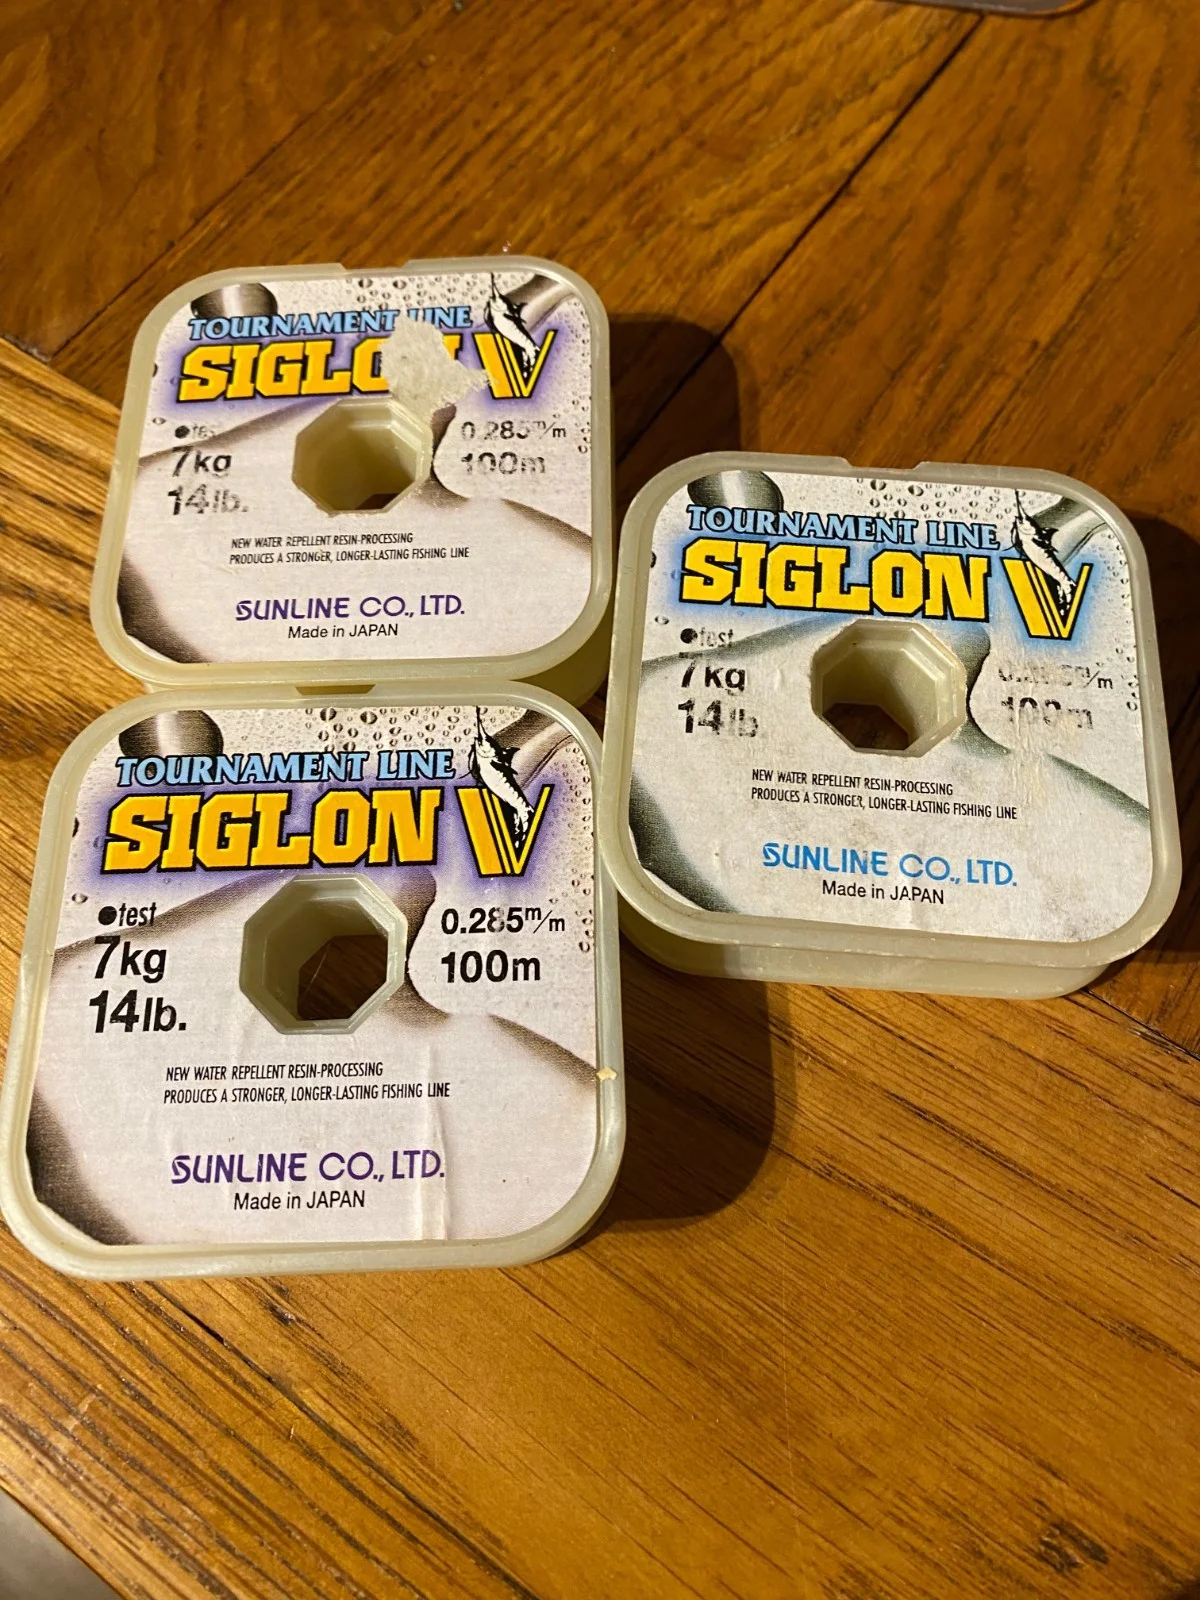 TOURNAMENT LINE
SIGLON V
●test
7kg
14lb.
0.285m/m
100m
NEW WATER REPELLENT RESIN-PROCESSING
PRODUCES A STRONGER, LONGER-LASTING FISHING LINE
SUNLINE CO., LTD.
Made in JAPAN
TOURNAMENT LINE
SIGLON V
●test
7kg
14lb.
100m
NEW WATER REPELLENT RESIN-PROCESSING
PRODUCES A STRONGER, LONGER-LASTING FISHING LINE
SUNLINE CO., LTD.
Made in JAPAN
TOURNAMENT LINE
SIGLON V
●test
7kg
14lb.
0.285m/m
100m
NEW WATER REPELLENT RESIN-PROCESSING
PRODUCES A STRONGER, LONGER-LASTING FISHING LINE
SUNLINE CO., LTD.
Made in JAPAN